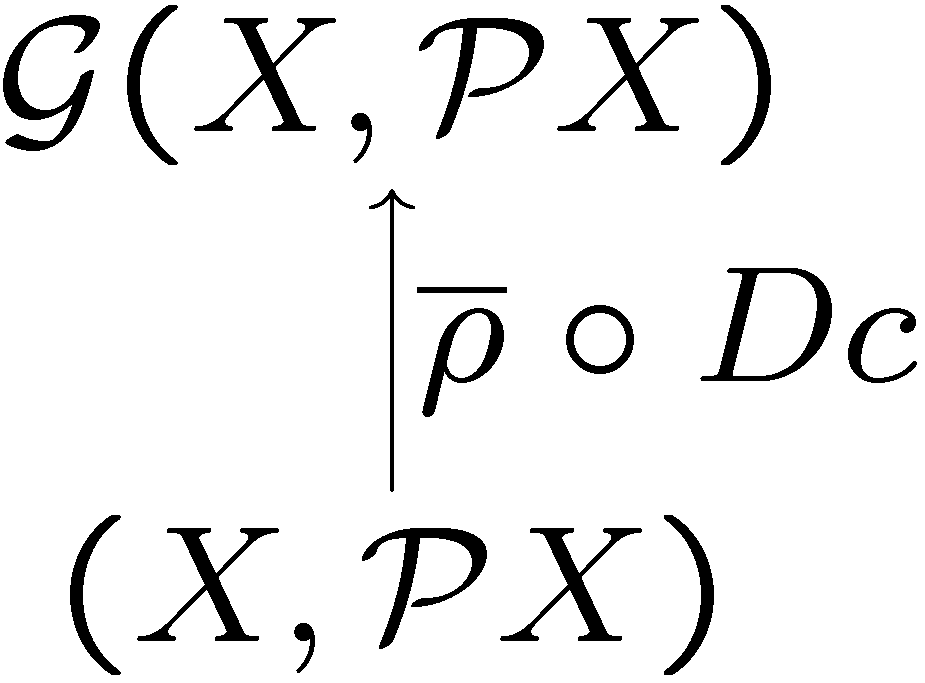 𝒢(X, 𝒫X)
ρ̅ ∘ Dc
(X, 𝒫X)